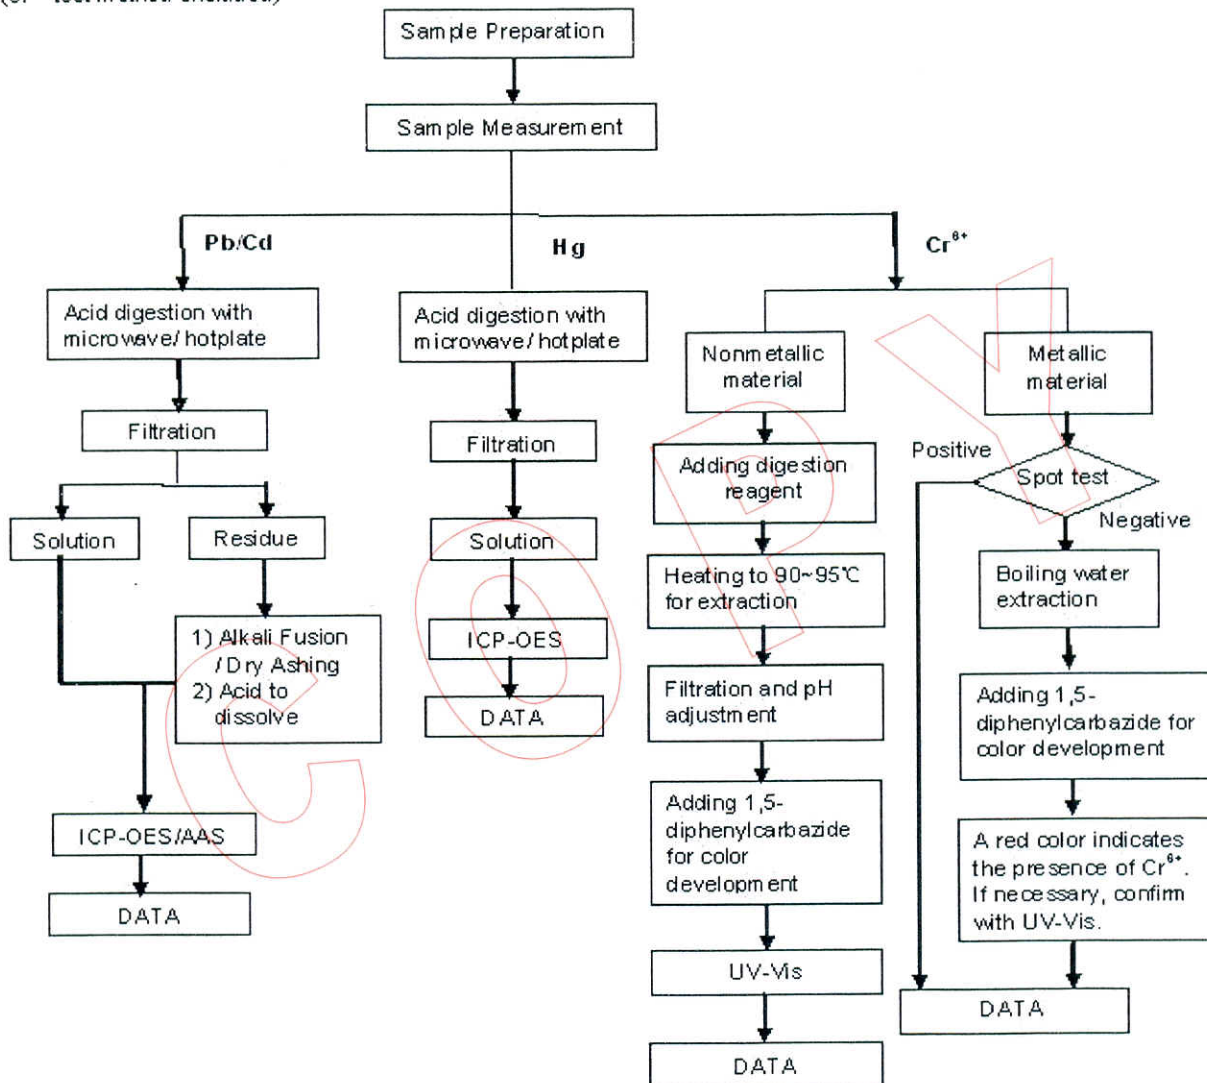 Sample Preparation
Sample Measurement
Pb/Cd
Hg
Cr⁶⁺
Acid digestion with
microwave/ hotplate
Filtration
Solution
Residue
1) Alkali Fusion
/ Dry Ashing
2) Acid to
dissolve
ICP-OES/AAS
DATA
Acid digestion with
microwave/ hotplate
Filtration
Solution
ICP-OES
DATA
Nonmetallic
material
Adding digestion
reagent
Heating to 90~95℃
for extraction
Filtration and pH
adjustment
Adding 1,5-
diphenylcarbazide
for color
development
UV-Vis
DATA
Metallic
material
Positive
Spot test
Negative
Boiling water
extraction
Adding 1,5-
diphenylcarbazide for
color development
A red color indicates
the presence of Cr⁶⁺.
If necessary, confirm
with UV-Vis.
DATA
COPY